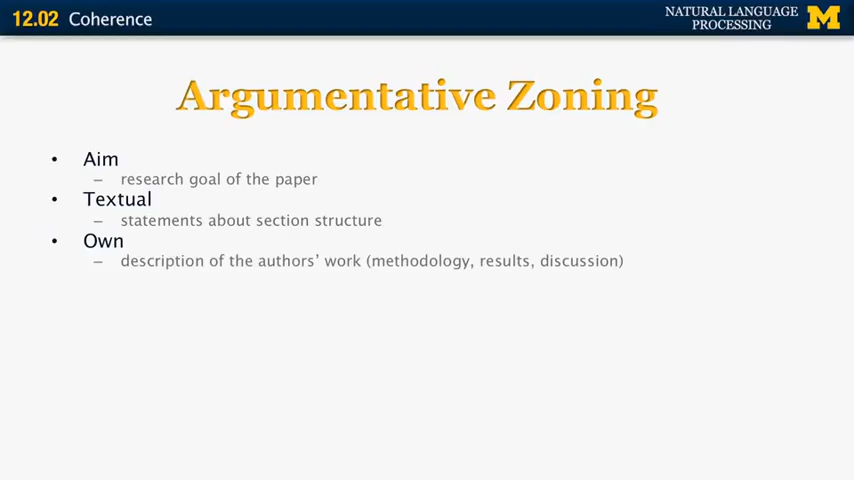 12.02 Coherence
NATURAL LANGUAGE
PROCESSING
M
Argumentative Zoning
• Aim
– research goal of the paper
• Textual
– statements about section structure
• Own
– description of the authors’ work (methodology, results, discussion)